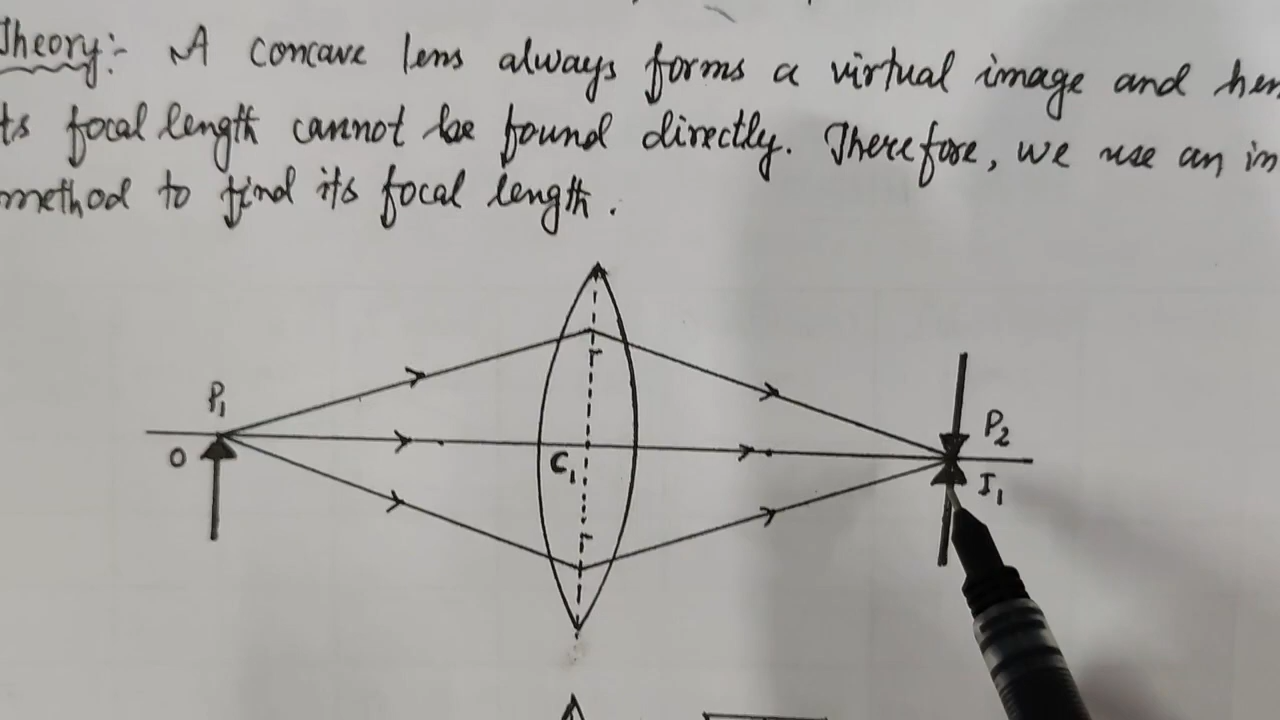 Theory:- A concave lens always forms a virtual image and hen
ts focal length cannot be found directly. Therefore, we use an in
method to find its focal length.
P1
O
C1
P2
I1